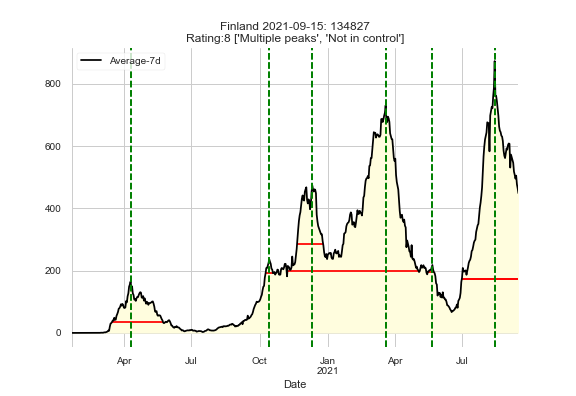 Finland 2021-09-15: 134827
Rating:8 ['Multiple peaks', 'Not in control']
Average-7d
800
600
400
200
0
Apr Jul Oct Jan Apr Jul
2021
Date